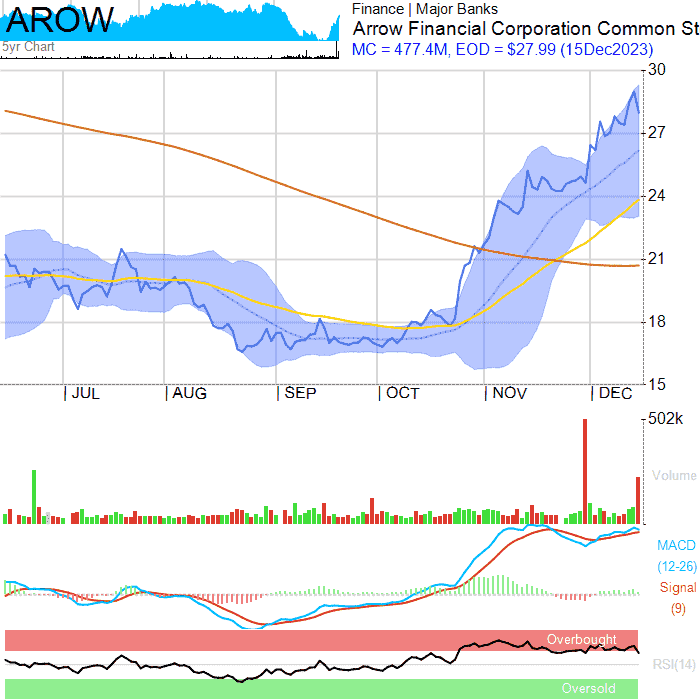 AROW
5yr Chart
Finance | Major Banks
Arrow Financial Corporation Common St
MC = 477.4M, EOD = $27.99 (15Dec2023)
30
27
24
21
18
15
JUL
AUG
SEP
OCT
NOV
DEC
502k
Volume
MACD
(12-26)
Signal
(9)
Overbought
RSI(14)
Oversold